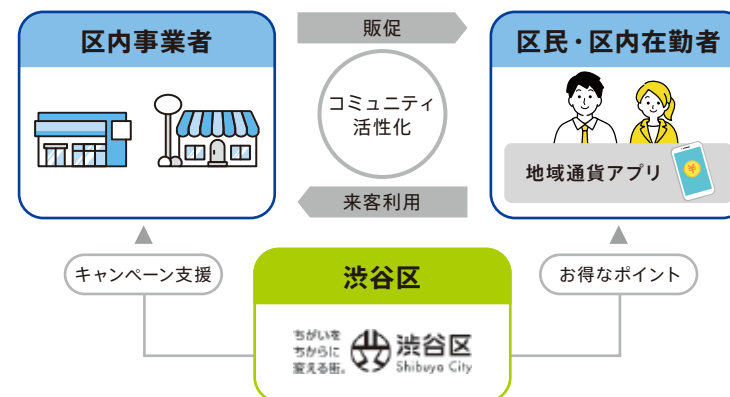 区内事業者
販促
区民・区内在勤者
コミュニティ
活性化
地域通貨アプリ
¥
来客利用
キャンペーン支援
渋谷区
お得なポイント
ちがいを
ちからに
変える街。
渋谷区
Shibuya City